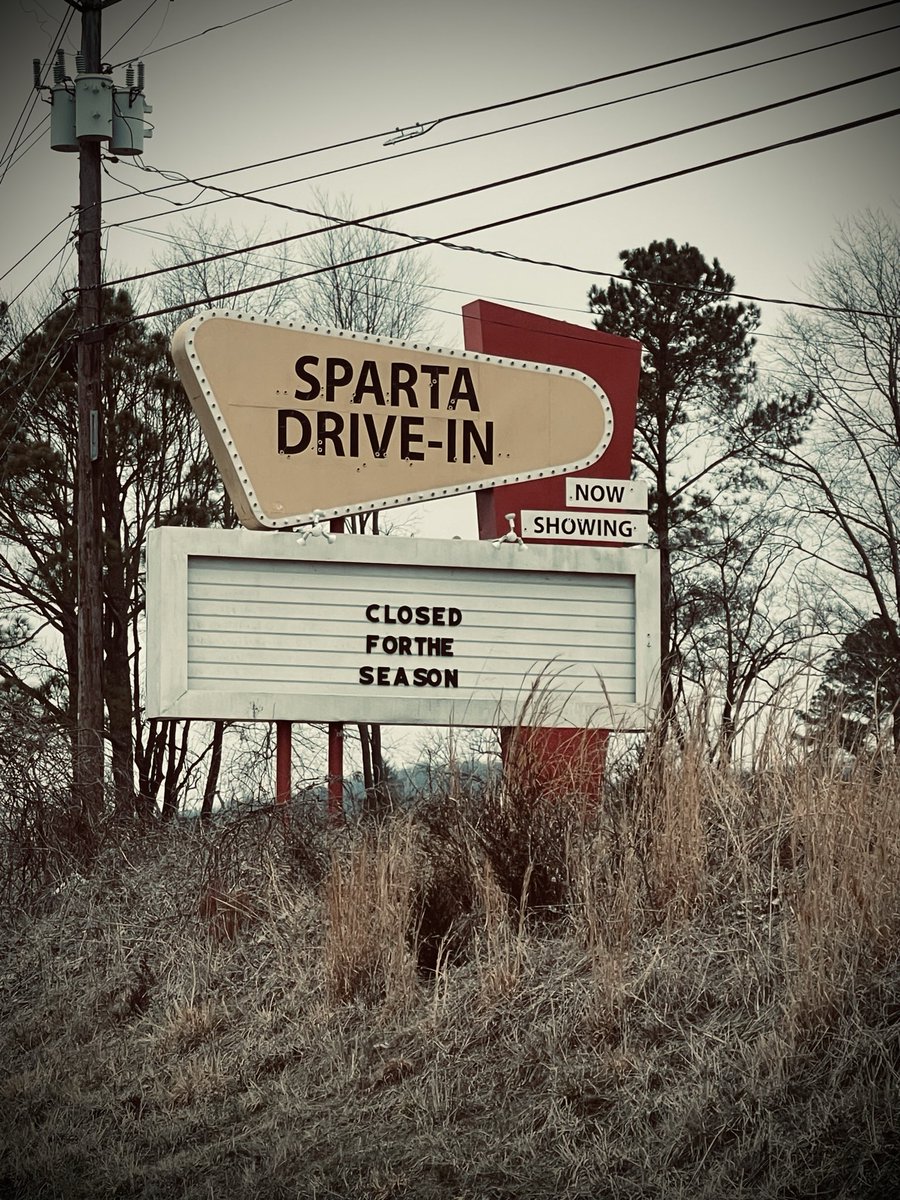 SPARTA
DRIVE-IN
NOW
SHOWING
CLOSED
FORTHE
SEASON